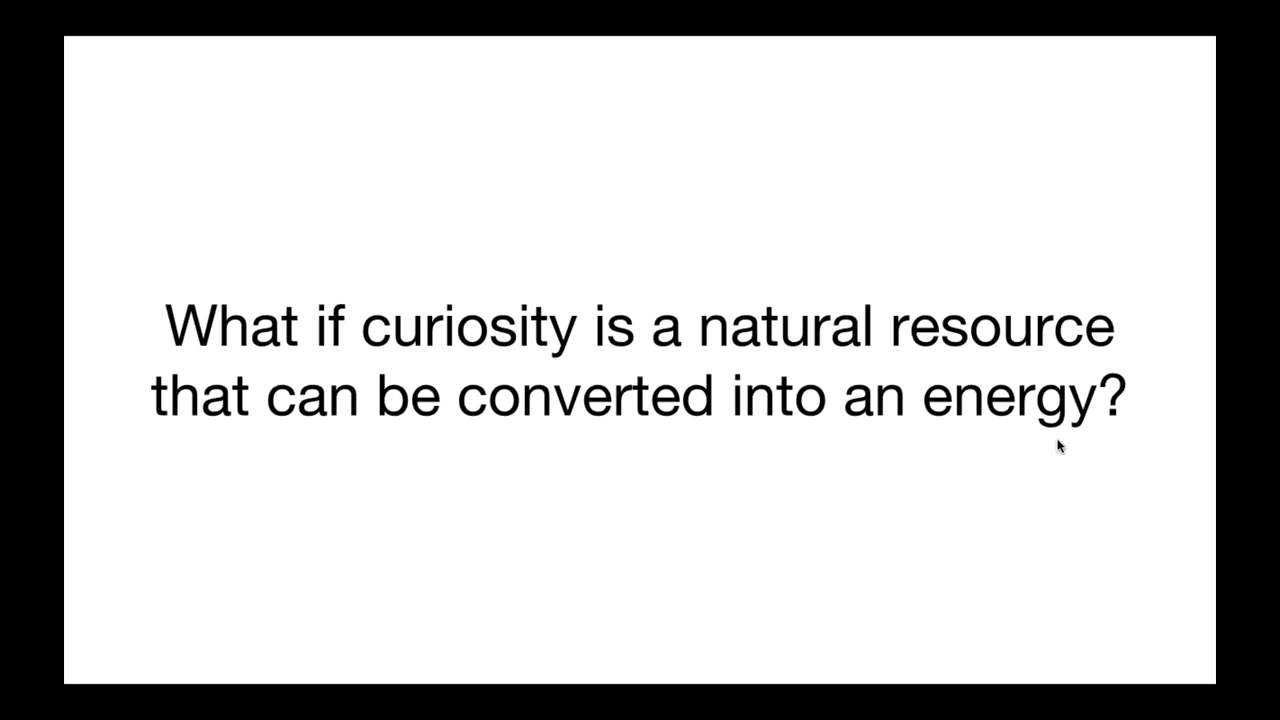 What if curiosity is a natural resource
that can be converted into an energy?